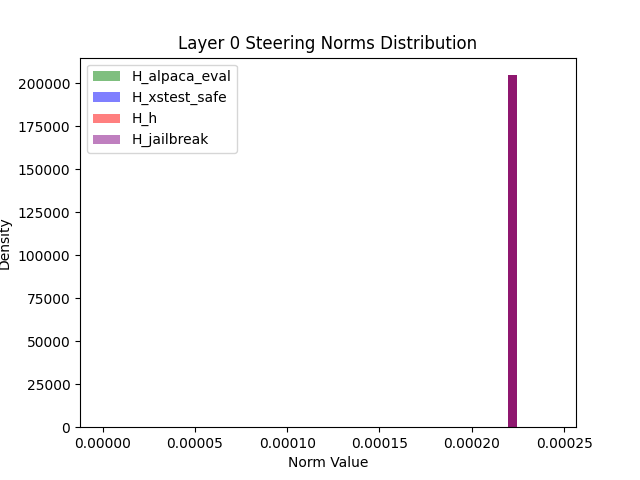 Layer 0 Steering Norms Distribution
H_alpaca_eval
H_xstest_safe
H_h
H_jailbreak
200000
175000
150000
125000
100000
75000
50000
25000
0
Density
0.00000 0.00005 0.00010 0.00015 0.00020 0.00025
Norm Value